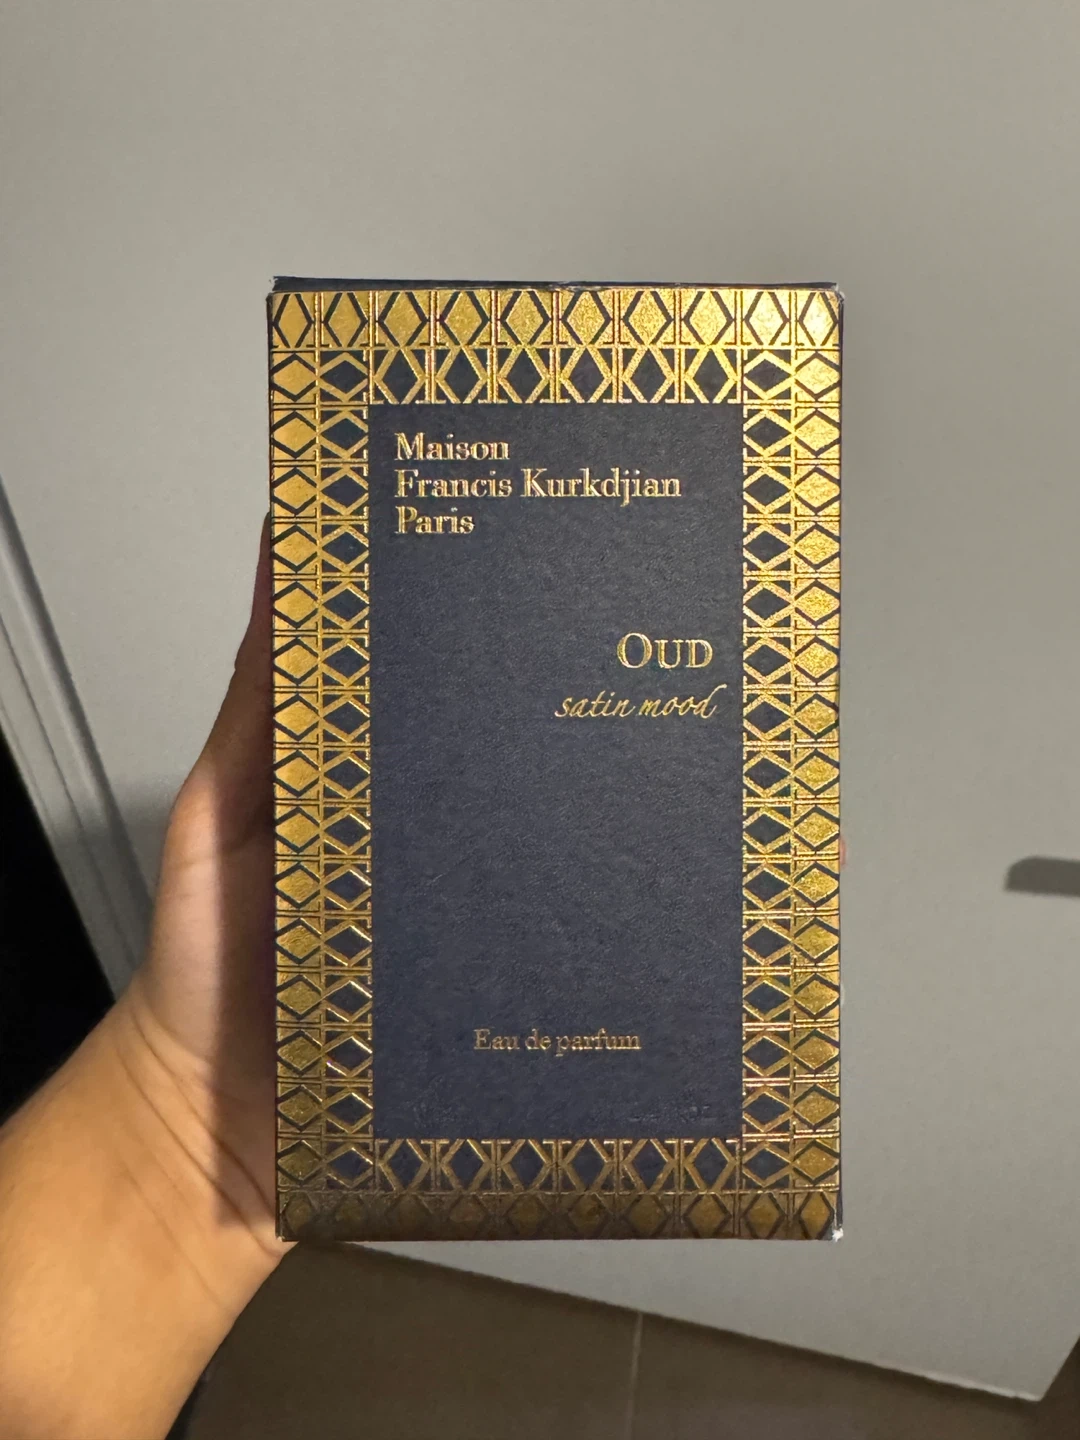 Maison
Francis Kurkdjian
Paris
OUD
satin mood
Eau de parfum